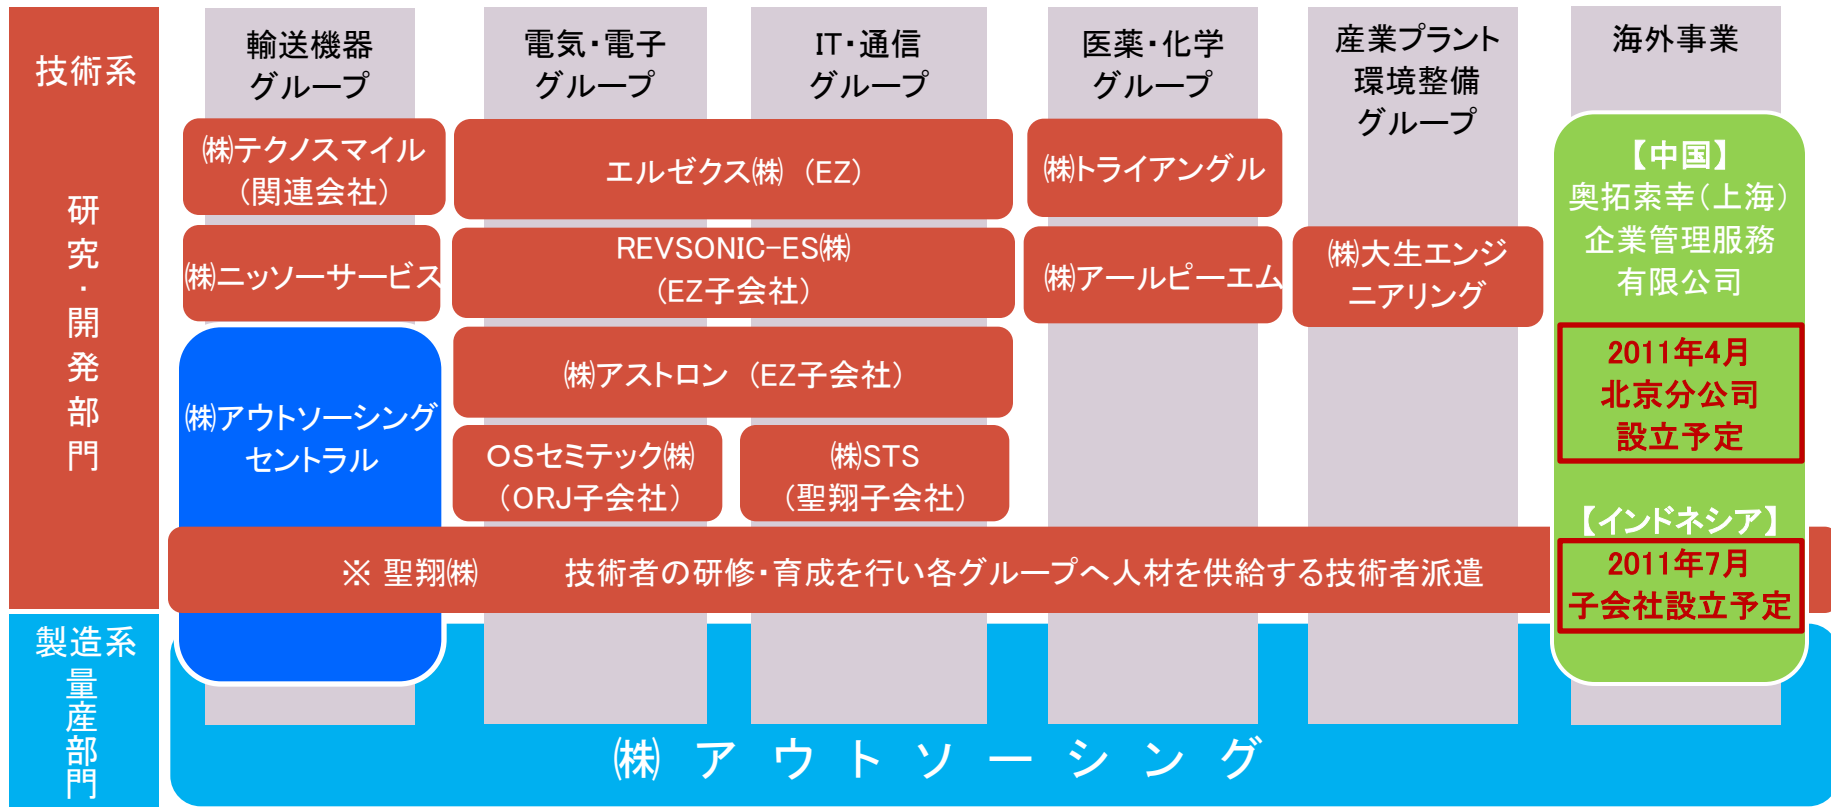 技術系
研究・開発部門
製造系
量産部門
輸送機器
グループ
電気・電子
グループ
IT・通信
グループ
医薬・化学
グループ
産業プラント
環境整備
グループ
海外事業
㈱テクノスマイル
（関連会社）
エルゼクス㈱（EZ）
㈱トライアングル
㈱ニッソーサービス
REVSONIC-ES㈱
（EZ子会社）
㈱アールピーエム
㈱大生エンジ
ニアリング
㈱アストロン（EZ子会社）
㈱アウトソーシング
セントラル
OSセミテック㈱
（ORJ子会社）
㈱STS
（聖翔子会社）
※ 聖翔㈱　　技術者の研修・育成を行い各グループへ人材を供給する技術者派遣
【中国】
奥拓索幸（上海）
企業管理服務
有限公司
2011年4月
北京分公司
設立予定
【インドネシア】
2011年7月
子会社設立予定
㈱アウトソーシング